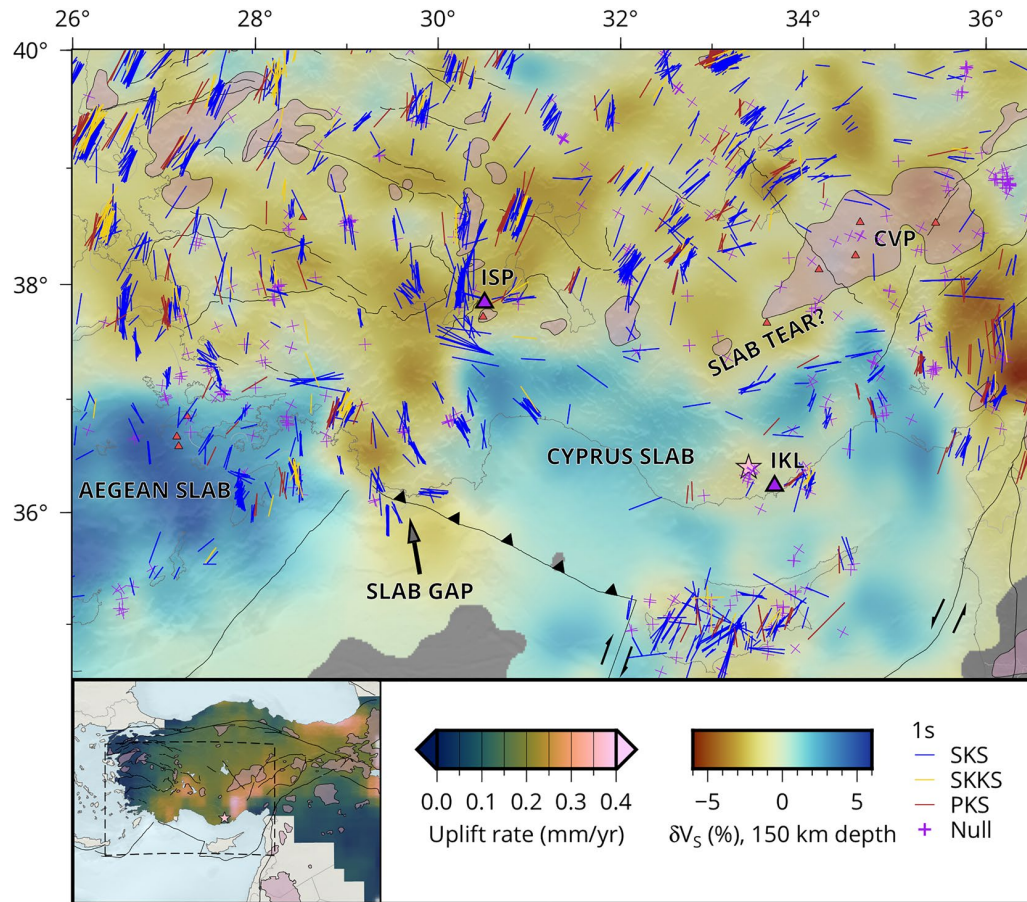 26° 28° 30° 32° 34° 36°
40°
38°
36°
ISP
CVP
SLAB TEAR?
CYPRUS SLAB
IKL
AEGEAN SLAB
SLAB GAP
0.0 0.1 0.2 0.3 0.4
Uplift rate (mm/yr)
−5 0 5
δVS (%), 150 km depth
1s
SKS
SKKS
PKS
Null